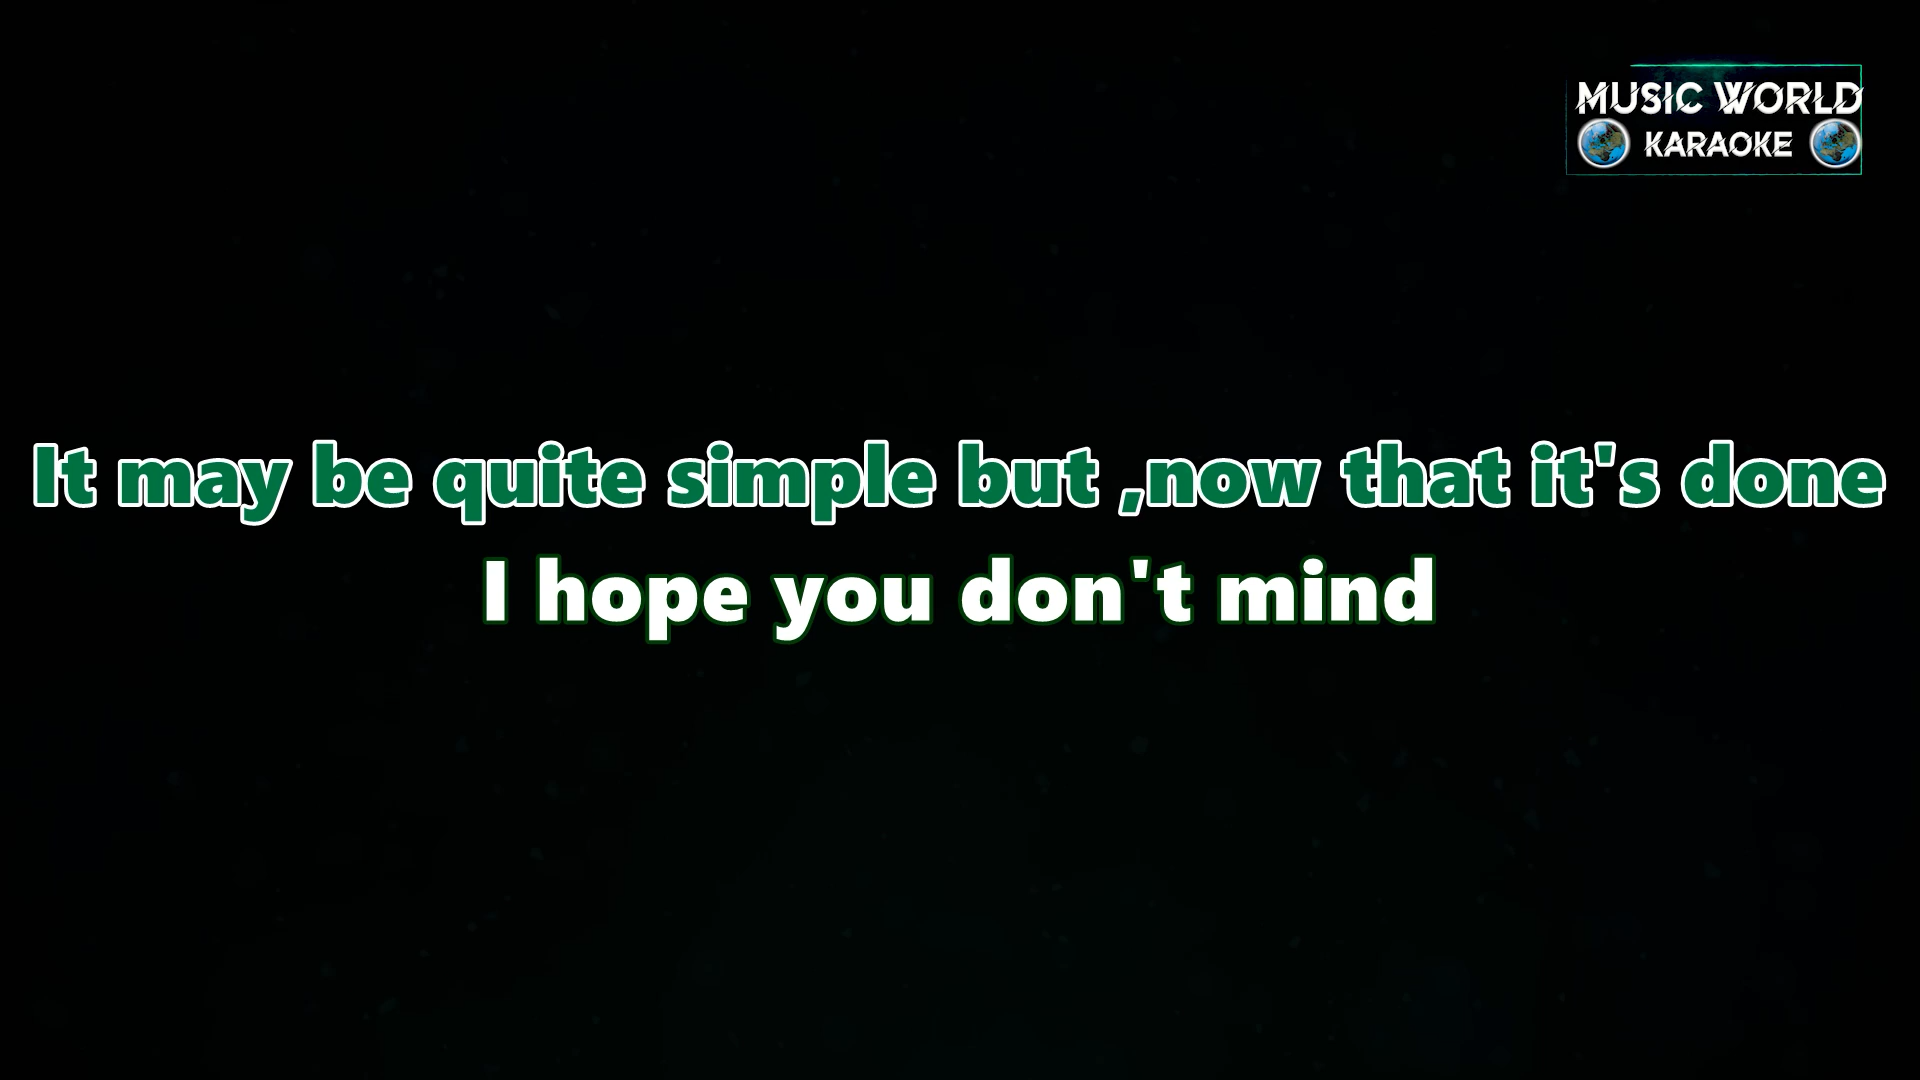 MUSIC WORLD
KARAOKE
It may be quite simple but ,now that it's done
I hope you don't mind